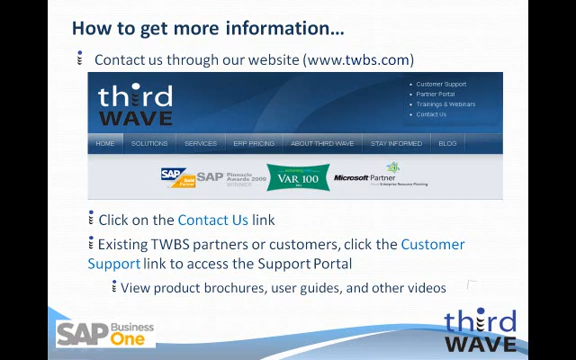 How to get more information…
Contact us through our website (www.twbs.com)
third
WAVE
Customer Support
Partner Portal
Trainings & Webinars
Contact Us
HOME SOLUTIONS SERVICES ERP PRICING ABOUT THIRD WAVE STAY INFORMED BLOG
SAP SAP Pinnacle Awards 2009 WINNER VAR 100 Microsoft Partner
Enterprise Resource Planning
Click on the Contact Us link
Existing TWBS partners or customers, click the Customer
Support link to access the Support Portal
View product brochures, user guides, and other videos
SAP Business One
third
WAVE